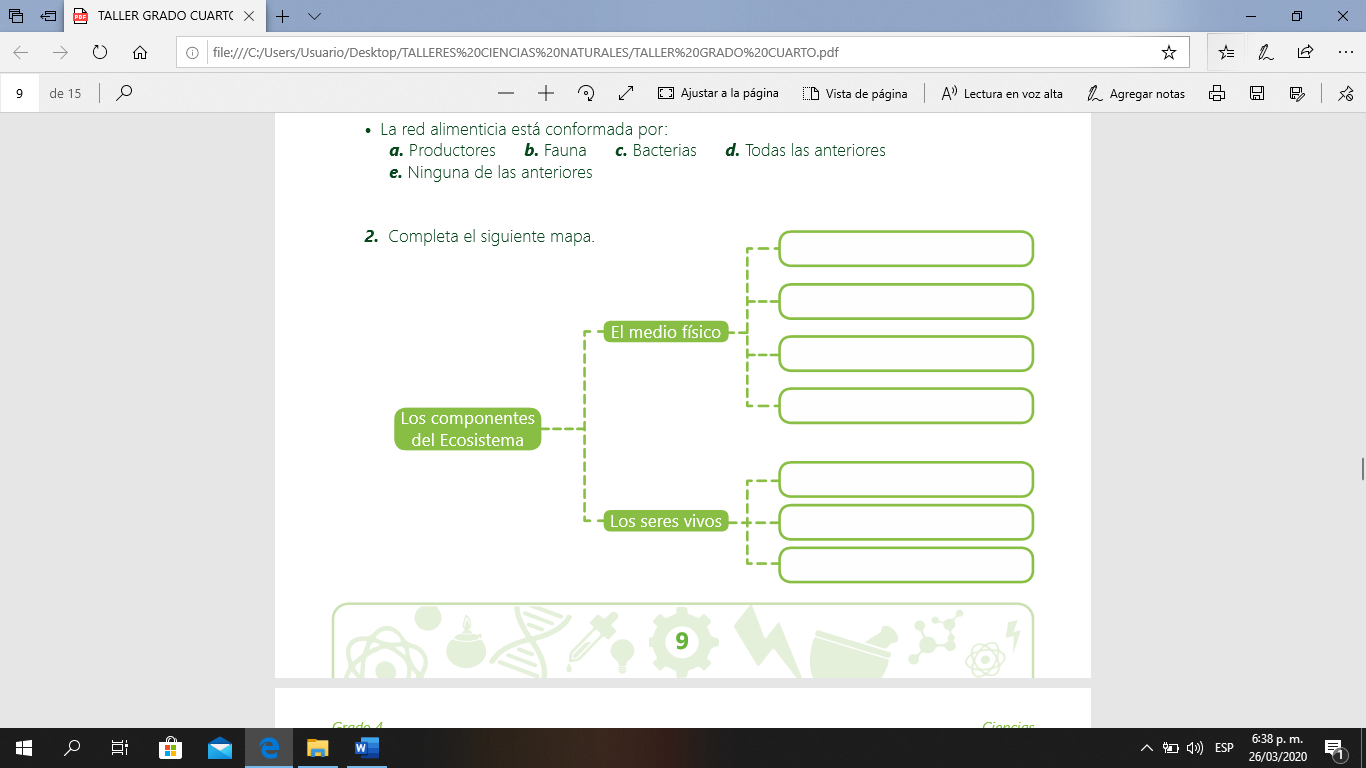 TALLER GRADO CUARTO
file:///C:/Users/Usuario/Desktop/TALLERES%20CIENCIAS%20NATURALES/TALLER%20GRADO%20CUARTO.pdf
9 de 15 Ajustar a la página Vista de página Lectura en voz alta Agregar notas
• La red alimenticia está conformada por:
a. Productores b. Fauna c. Bacterias d. Todas las anteriores
e. Ninguna de las anteriores
2. Completa el siguiente mapa.
El medio físico
Los componentes
del Ecosistema
Los seres vivos
9
Grado 4 Ciencias
ESP
6:38 p. m.
26/03/2020
1